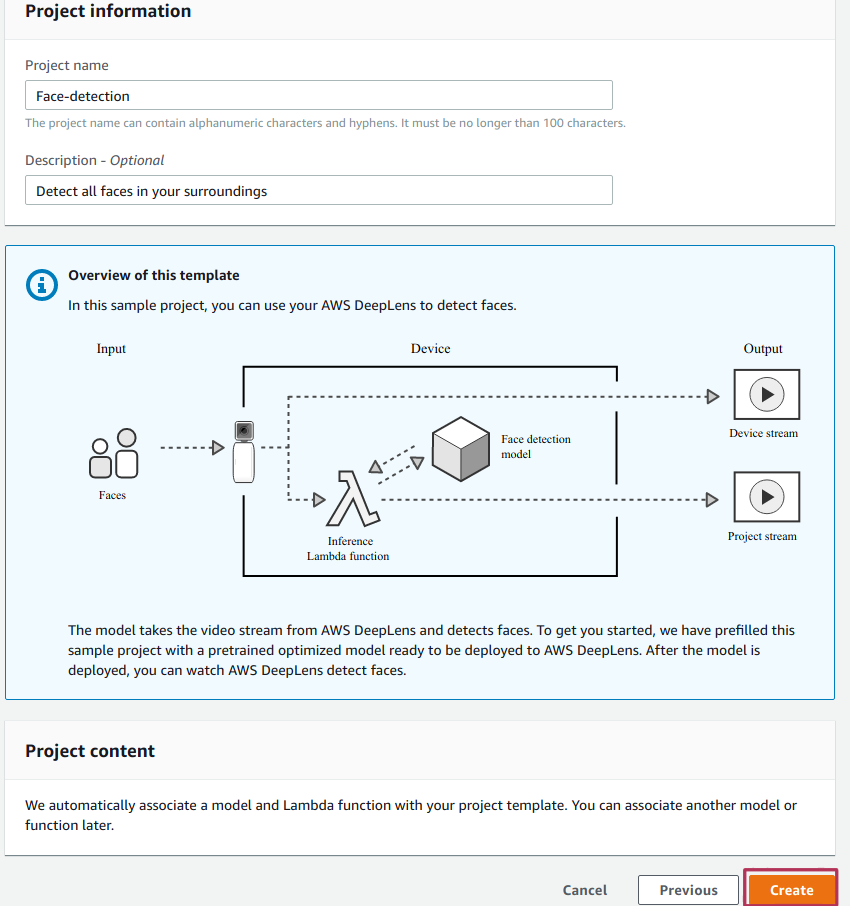 Project information
Project name
Face-detection
The project name can contain alphanumeric characters and hyphens. It must be no longer than 100 characters.
Description - Optional
Detect all faces in your surroundings
Overview of this template
In this sample project, you can use your AWS DeepLens to detect faces.
Input
Device
Output
Face detection
model
Device stream
Faces
Inference
Lambda function
Project stream
The model takes the video stream from AWS DeepLens and detects faces. To get you started, we have prefilled this
sample project with a pretrained optimized model ready to be deployed to AWS DeepLens. After the model is
deployed, you can watch AWS DeepLens detect faces.
Project content
We automatically associate a model and Lambda function with your project template. You can associate another model or
function later.
Cancel
Previous
Create